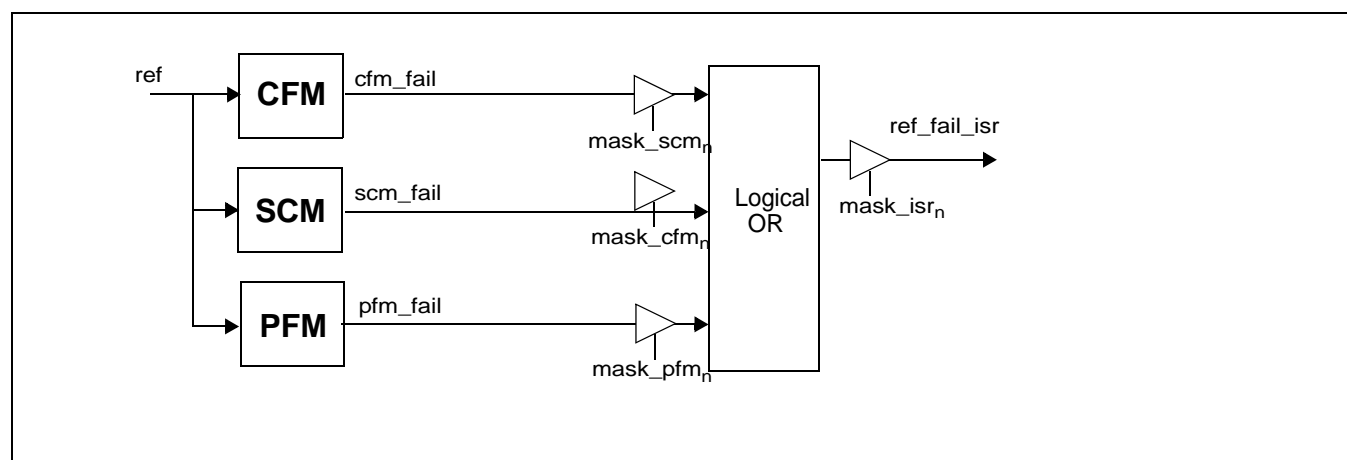 ref
CFM
cfm_fail
mask_scmn
SCM
scm_fail
mask_cfmn
PFM
pfm_fail
mask_pfmn
Logical
OR
ref_fail_isr
mask_isrn